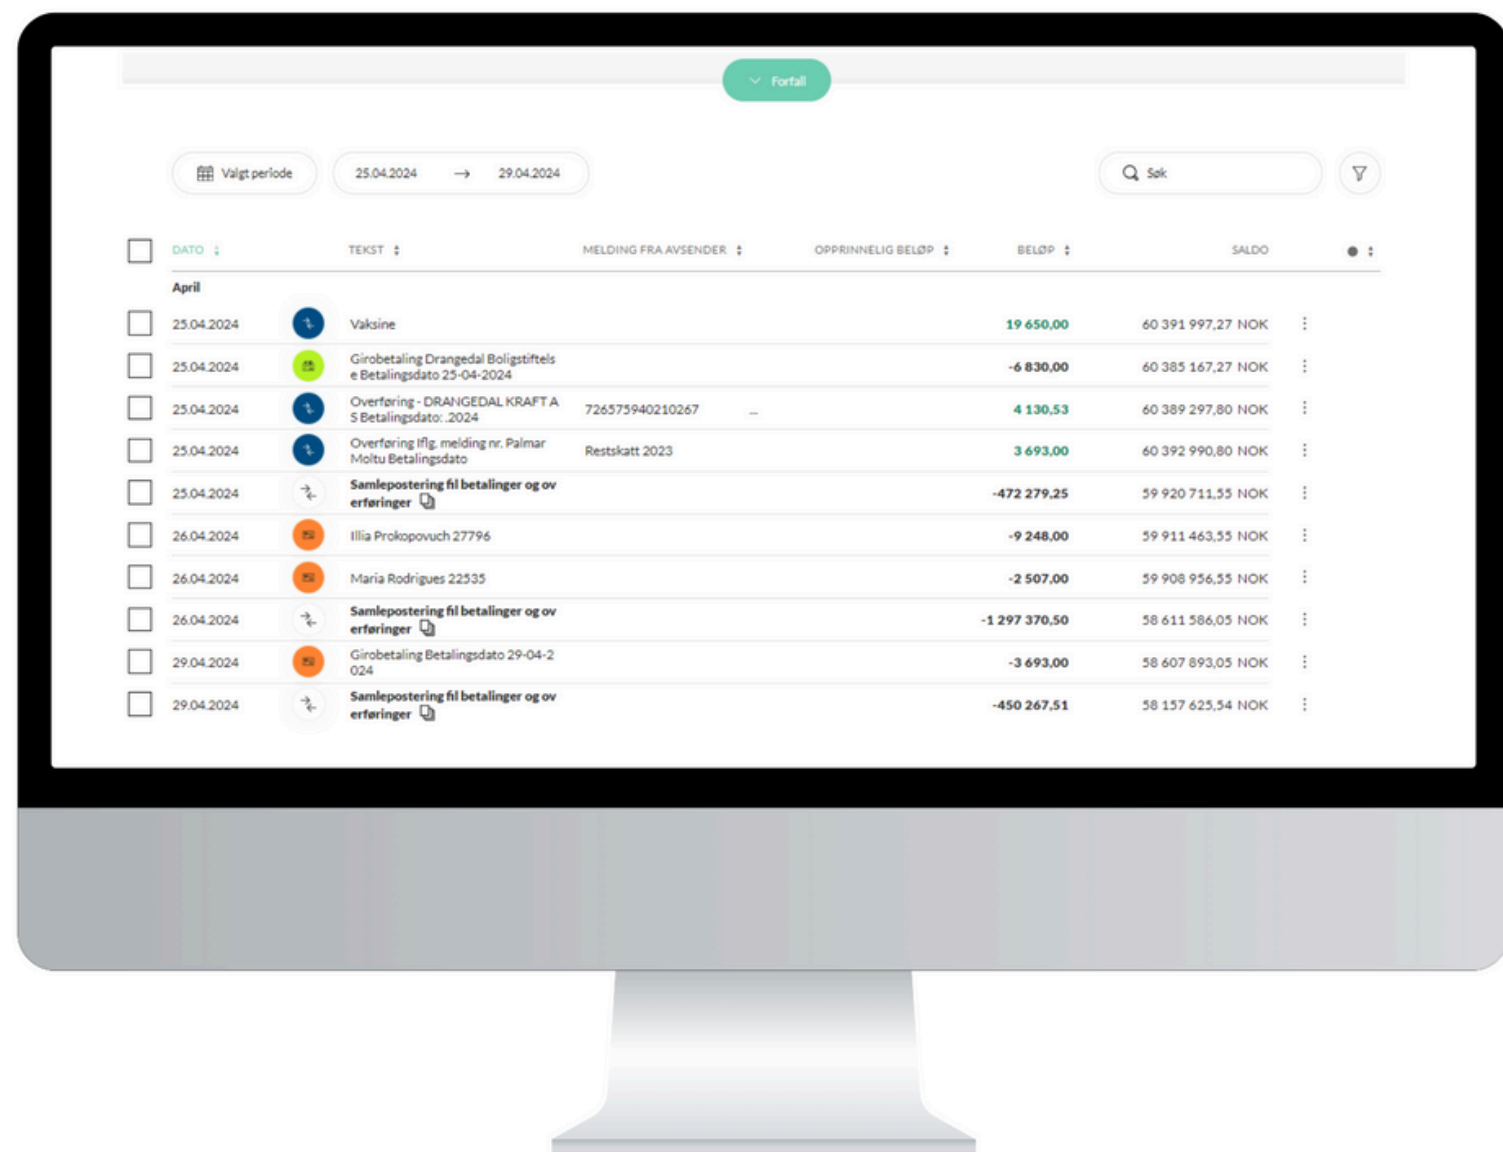 Forfall
Valgt periode
25.04.2024 → 29.04.2024
Søk
DATO TEKST MELDING FRA AVSENDER OPPRINNELIG BELØP BELØP SALDO
April
25.04.2024 Vaksine 19 650,00 60 391 997,27 NOK
25.04.2024 Girobetaling Drangedal Boligstiftels
e Betalingsdato 25-04-2024 -6 830,00 60 385 167,27 NOK
25.04.2024 Overføring - DRANGEDAL KRAFT A
S Betalingsdato: .2024 726575940210267 ... 4 130,53 60 389 297,80 NOK
25.04.2024 Overføring Iflg. melding nr. Palmar
Moltu Betalingsdato Restskatt 2023 3 693,00 60 392 990,80 NOK
25.04.2024 Samlepostering fil betalinger og ov
erføringer -472 279,25 59 920 711,55 NOK
26.04.2024 Illia Prokopovuch 27796 -9 248,00 59 911 463,55 NOK
26.04.2024 Maria Rodrigues 22535 -2 507,00 59 908 956,55 NOK
26.04.2024 Samlepostering fil betalinger og ov
erføringer -1 297 370,50 58 611 586,05 NOK
29.04.2024 Girobetaling Betalingsdato 29-04-2
024 -3 693,00 58 607 893,05 NOK
29.04.2024 Samlepostering fil betalinger og ov
erføringer -450 267,51 58 157 625,54 NOK